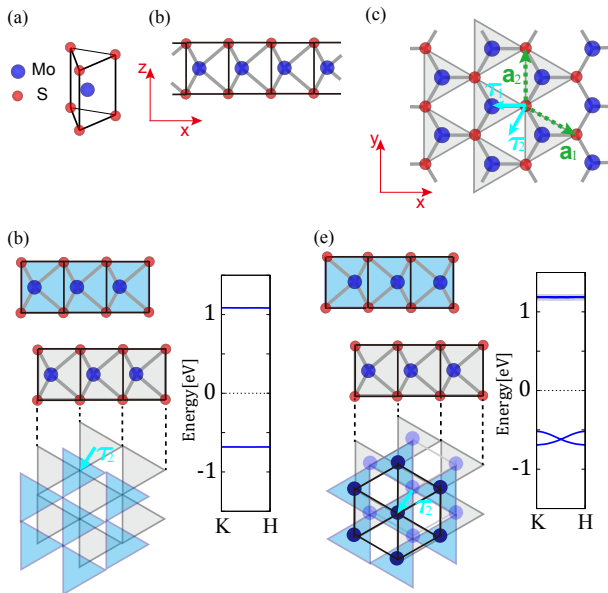 (a)
Mo
S
(b)
z
x
(c)
a₂
τ₁
τ₂
a₁
y
x
(b)
τ₂
Energy[eV]
1
0
-1
K
H
(e)
τ₂
Energy[eV]
1
0
-1
K
H